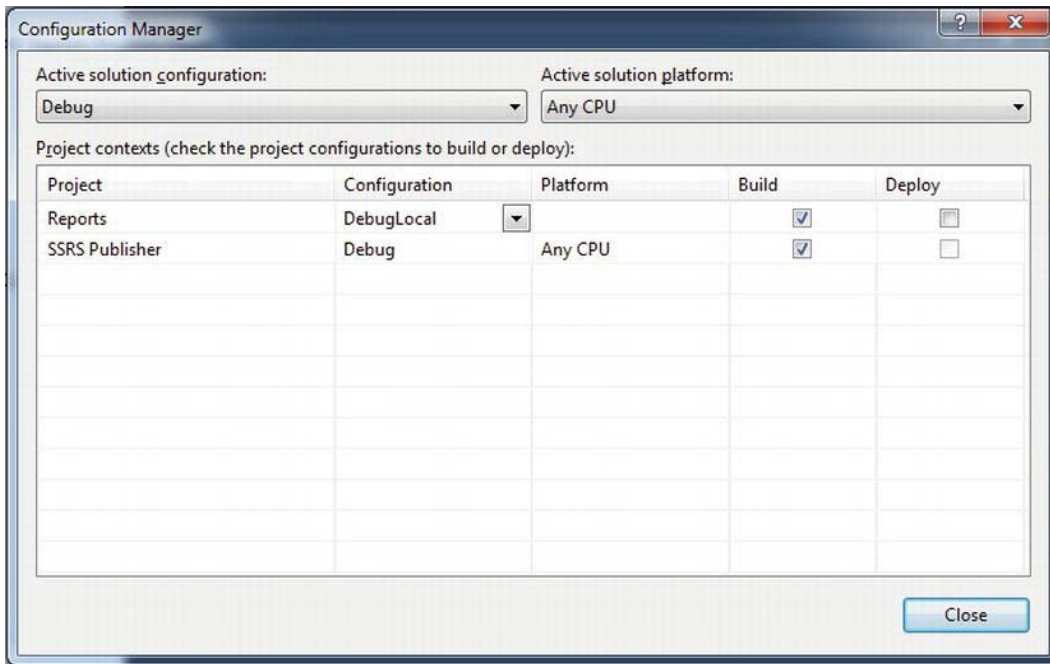 Configuration Manager
?
X
Active solution configuration: Active solution platform:
Debug Any CPU
Project contexts (check the project configurations to build or deploy):
Project Configuration Platform Build Deploy
Reports DebugLocal
SSRS Publisher Debug Any CPU
Close